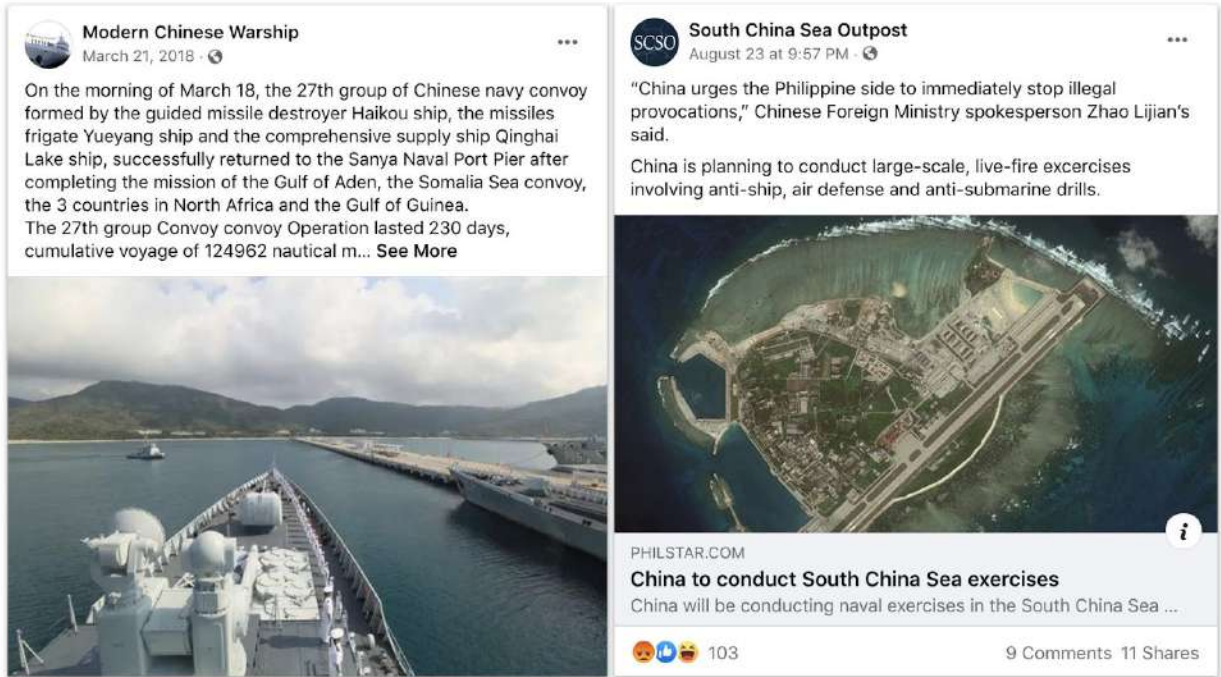 Modern Chinese Warship
March 21, 2018 ·
On the morning of March 18, the 27th group of Chinese navy convoy
formed by the guided missile destroyer Haikou ship, the missiles
frigate Yueyang ship and the comprehensive supply ship Qinghai
Lake ship, successfully returned to the Sanya Naval Port Pier after
completing the mission of the Gulf of Aden, the Somalia Sea convoy,
the 3 countries in North Africa and the Gulf of Guinea.
The 27th group Convoy convoy Operation lasted 230 days,
cumulative voyage of 124962 nautical m... See More
SCSO
South China Sea Outpost
August 23 at 9:57 PM ·
“China urges the Philippine side to immediately stop illegal
provocations,” Chinese Foreign Ministry spokesperson Zhao Lijian’s
said.
China is planning to conduct large-scale, live-fire excercises
involving anti-ship, air defense and anti-submarine drills.
i
PHILSTAR.COM
China to conduct South China Sea exercises
China will be conducting naval exercises in the South China Sea ...
103
9 Comments 11 Shares